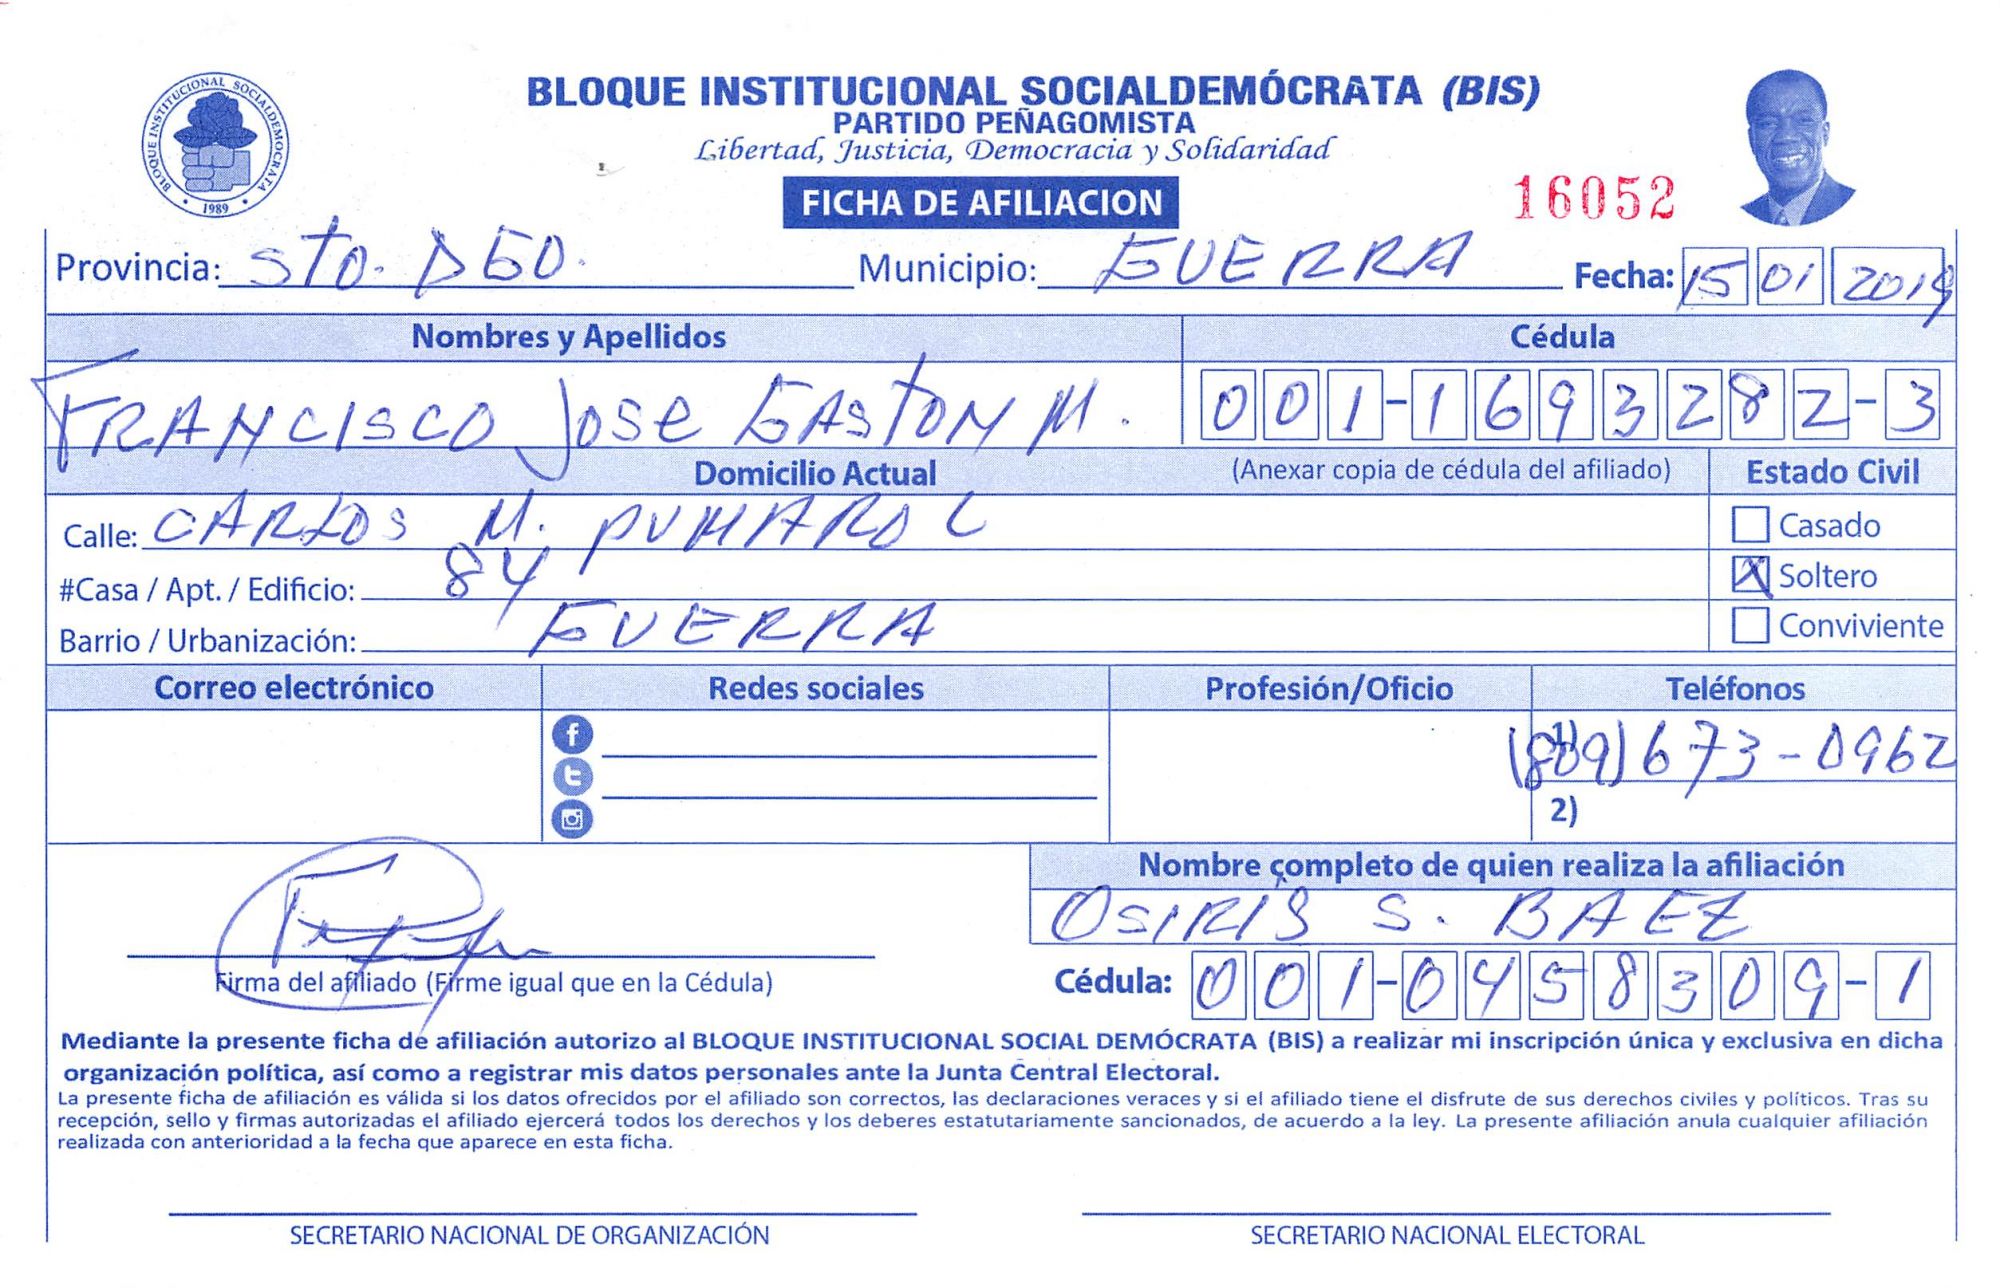 BLOQUE INSTITUCIONAL SOCIALDEMÓCRATA (BIS)
PARTIDO PEÑAGOMISTA
Libertad, Justicia, Democracia y Solidaridad
BLOQUE INSTITUCIONAL SOCIALDEMOCRATA
1989
FICHA DE AFILIACION
16052
Provincia: STO. DGO. Municipio: GUERRA Fecha: 15 01 2019
Nombres y Apellidos Cédula
FRANCISCO JOSE GASTON M. 001-1693282-3
Domicilio Actual (Anexar copia de cédula del afiliado) Estado Civil
Calle: CARLOS M. PUMAROL Casado
#Casa / Apt. / Edificio: 84 X Soltero
Barrio / Urbanización: GUERRA Conviviente
Correo electrónico Redes sociales Profesión/Oficio Teléfonos
1) (809) 673-0962
2)
Nombre completo de quien realiza la afiliación
OSIRIS S. BAEZ
Firma del afiliado (Firme igual que en la Cédula) Cédula: 001-0458309-1
Mediante la presente ficha de afiliación autorizo al BLOQUE INSTITUCIONAL SOCIAL DEMÓCRATA (BIS) a realizar mi inscripción única y exclusiva en dicha
organización política, así como a registrar mis datos personales ante la Junta Central Electoral.
La presente ficha de afiliación es válida si los datos ofrecidos por el afiliado son correctos, las declaraciones veraces y si el afiliado tiene el disfrute de sus derechos civiles y políticos. Tras su
recepción, sello y firmas autorizadas el afiliado ejercerá todos los derechos y los deberes estatutariamente sancionados, de acuerdo a la ley. La presente afiliación anula cualquier afiliación
realizada con anterioridad a la fecha que aparece en esta ficha.
SECRETARIO NACIONAL DE ORGANIZACIÓN SECRETARIO NACIONAL ELECTORAL